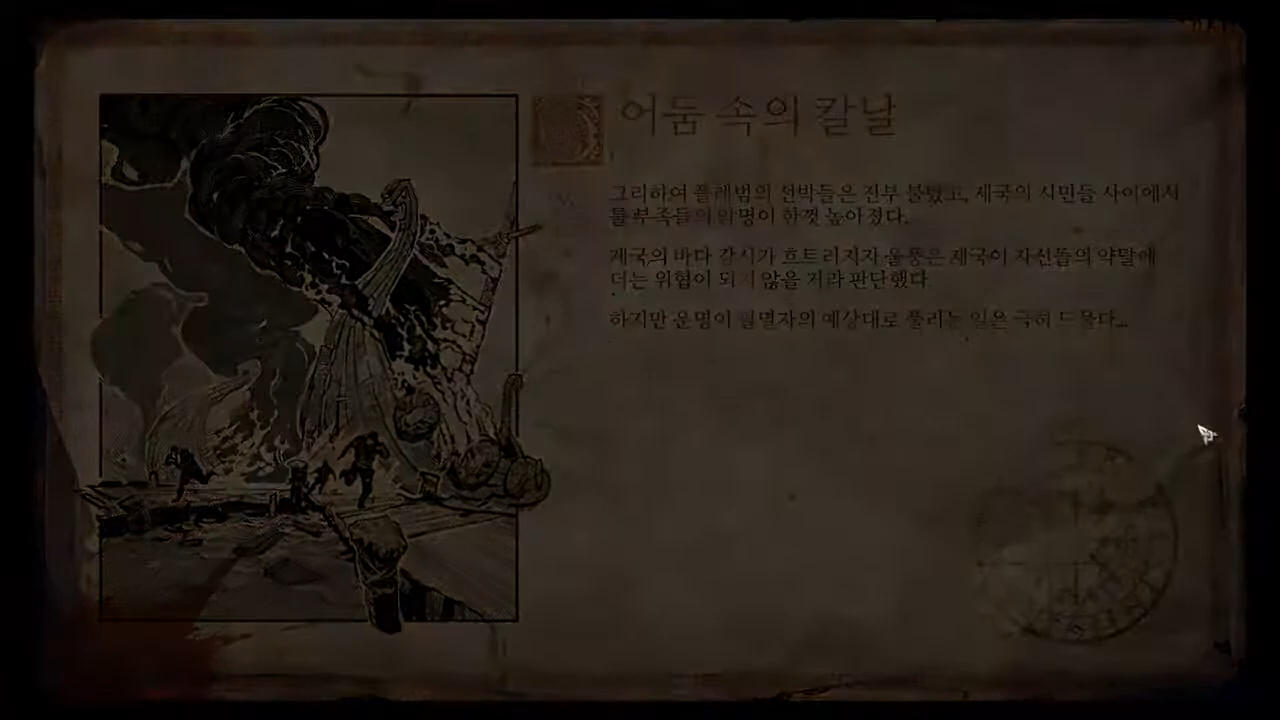 어둠 속의 칼날
그리하여 플레범의 선박들은 전부 불탔고, 제국의 시민들 사이에서
돌부족들의 악명이 한껏 높아졌다.
제국의 바다 감시가 흐트러지자 울풍은 제국이 자신들의 약탈에
더는 위협이 되지 않을 거라 판단했다
하지만 운명이 필멸자의 예상대로 풀리는 일은 극히 드물다...